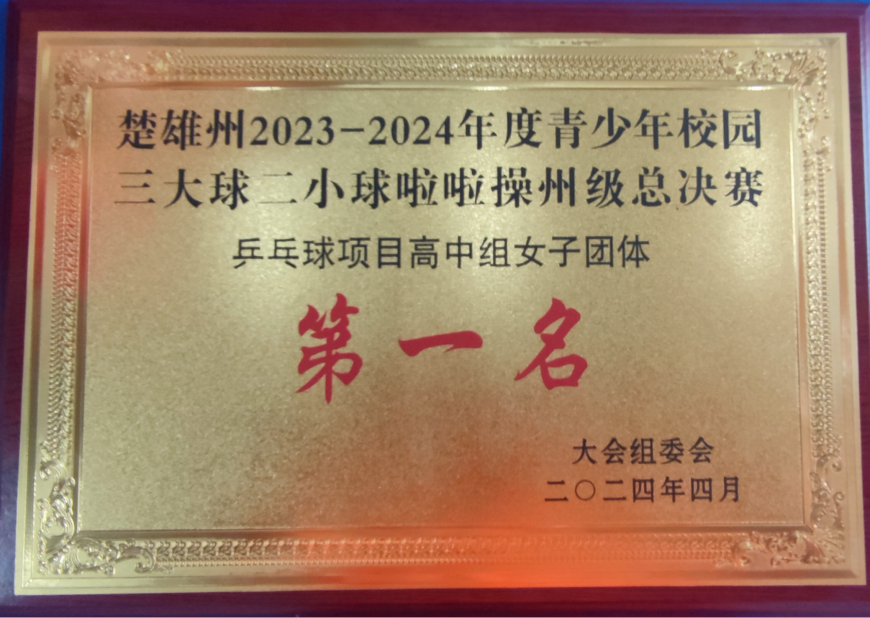 楚雄州2023-2024年度青少年校园
三大球二小球啦啦操州级总决赛
乒乓球项目高中组女子团体
第一名
大会组委会
二〇二四年四月